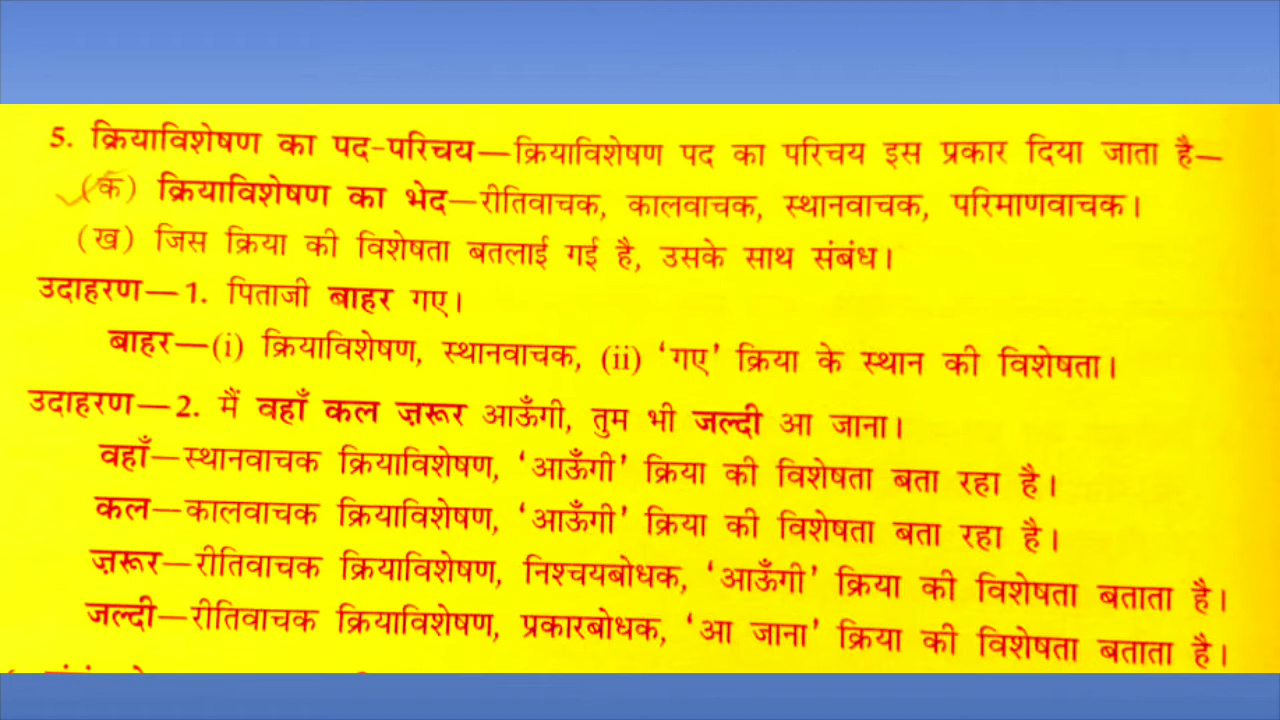 5. क्रियाविशेषण का पद-परिचय—क्रियाविशेषण पद का परिचय इस प्रकार दिया जाता है—
(क) क्रियाविशेषण का भेद—रीतिवाचक, कालवाचक, स्थानवाचक, परिमाणवाचक।
(ख) जिस क्रिया की विशेषता बतलाई गई है, उसके साथ संबंध।
उदाहरण—1. पिताजी बाहर गए।
बाहर—(i) क्रियाविशेषण, स्थानवाचक, (ii) ‘गए’ क्रिया के स्थान की विशेषता।
उदाहरण—2. मैं वहाँ कल ज़रूर आऊँगी, तुम भी जल्दी आ जाना।
वहाँ—स्थानवाचक क्रियाविशेषण, ‘आऊँगी’ क्रिया की विशेषता बता रहा है।
कल—कालवाचक क्रियाविशेषण, ‘आऊँगी’ क्रिया की विशेषता बता रहा है।
ज़रूर—रीतिवाचक क्रियाविशेषण, निश्चयबोधक, ‘आऊँगी’ क्रिया की विशेषता बताता है।
जल्दी—रीतिवाचक क्रियाविशेषण, प्रकारबोधक, ‘आ जाना’ क्रिया की विशेषता बताता है।